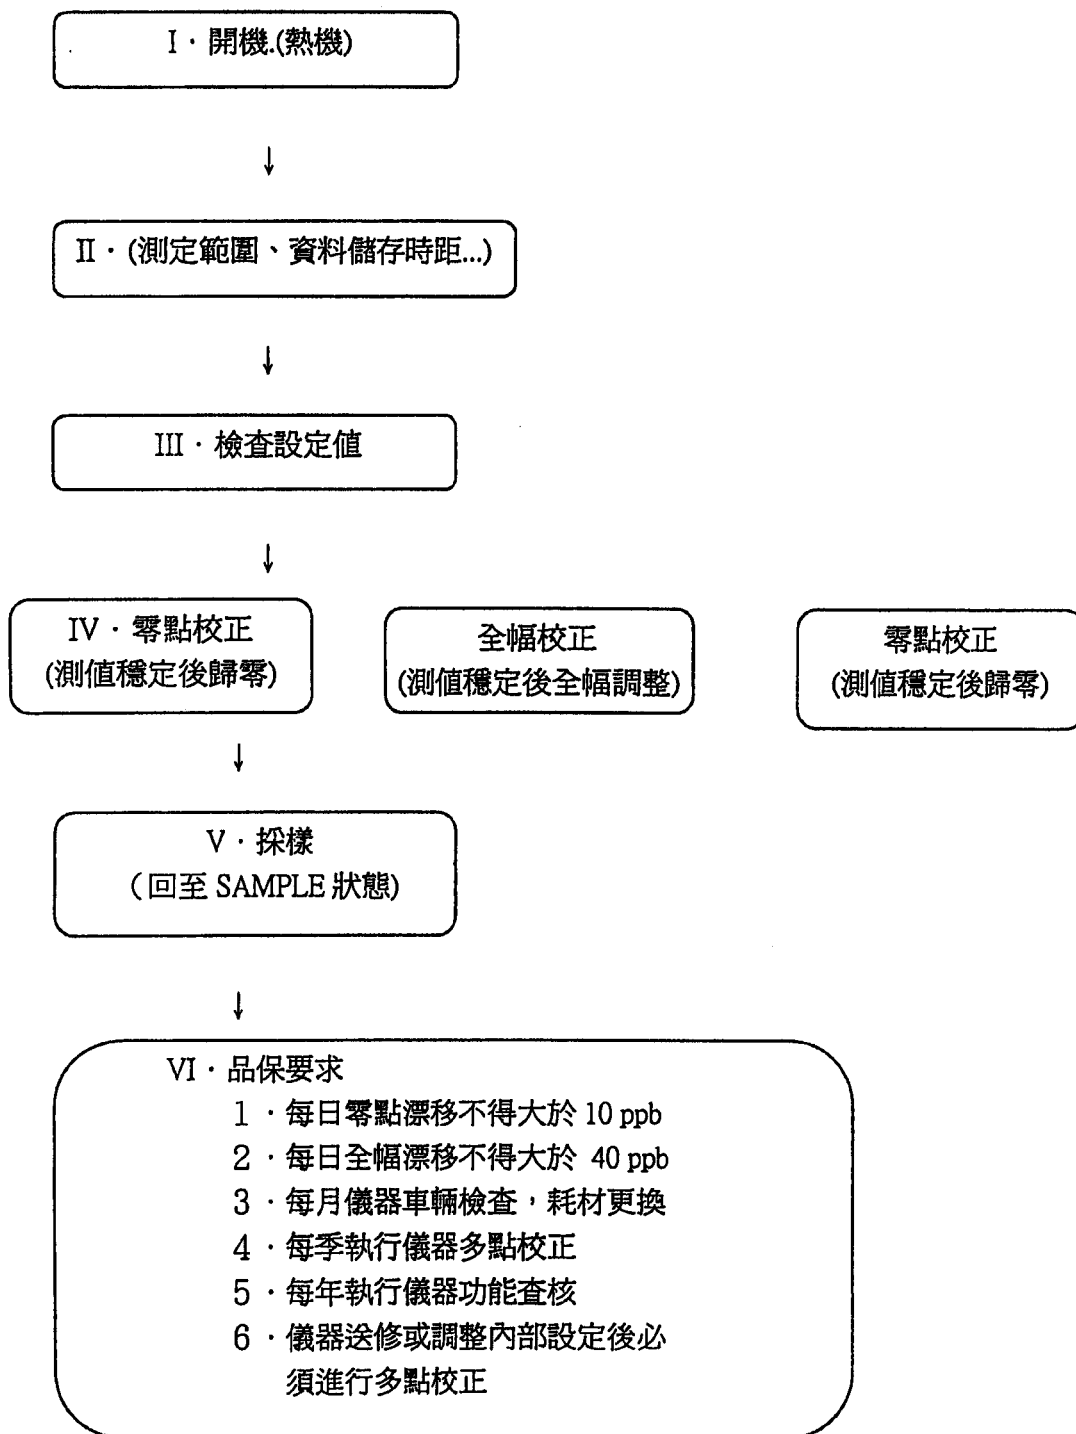 I．開機.(熱機)
↓
II．(測定範圍、資料儲存時距...)
↓
III．檢查設定值
↓
IV．零點校正
(測值穩定後歸零)
全幅校正
(測值穩定後全幅調整)
零點校正
(測值穩定後歸零)
↓
V．採樣
（回至 SAMPLE 狀態)
↓
VI．品保要求
1．每日零點漂移不得大於 10 ppb
2．每日全幅漂移不得大於 40 ppb
3．每月儀器車輛檢查，耗材更換
4．每季執行儀器多點校正
5．每年執行儀器功能查核
6．儀器送修或調整內部設定後必
須進行多點校正